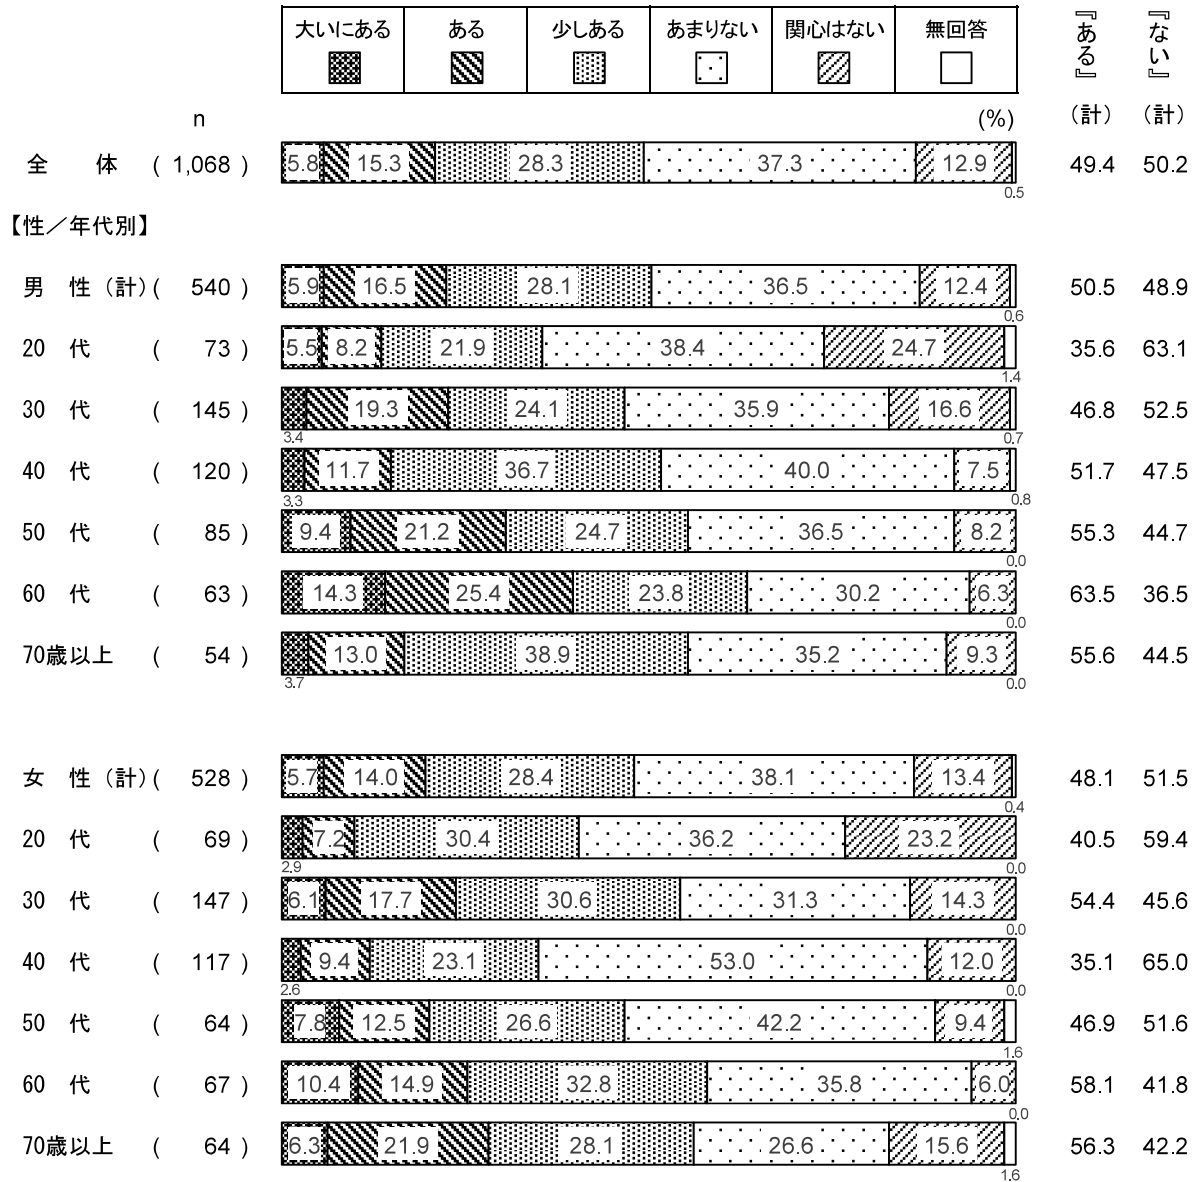 大いにある ある 少しある あまりない 関心はない 無回答 『ある』 『ない』
n (%) (計) (計)
全 体 ( 1,068 ) 5.8 15.3 28.3 37.3 12.9 49.4 50.2
0.5
【性／年代別】
男 性（計）( 540 ) 5.9 16.5 28.1 36.5 12.4 50.5 48.9
0.6
20 代 ( 73 ) 5.5 8.2 21.9 38.4 24.7 35.6 63.1
1.4
30 代 ( 145 ) 19.3 24.1 35.9 16.6 46.8 52.5
3.4 0.7
40 代 ( 120 ) 11.7 36.7 40.0 7.5 51.7 47.5
3.3 0.8
50 代 ( 85 ) 9.4 21.2 24.7 36.5 8.2 55.3 44.7
0.0
60 代 ( 63 ) 14.3 25.4 23.8 30.2 6.3 63.5 36.5
0.0
70歳以上 ( 54 ) 13.0 38.9 35.2 9.3 55.6 44.5
3.7 0.0
女 性（計）( 528 ) 5.7 14.0 28.4 38.1 13.4 48.1 51.5
0.4
20 代 ( 69 ) 7.2 30.4 36.2 23.2 40.5 59.4
2.9 0.0
30 代 ( 147 ) 6.1 17.7 30.6 31.3 14.3 54.4 45.6
0.0
40 代 ( 117 ) 9.4 23.1 53.0 12.0 35.1 65.0
2.6 0.0
50 代 ( 64 ) 7.8 12.5 26.6 42.2 9.4 46.9 51.6
1.6
60 代 ( 67 ) 10.4 14.9 32.8 35.8 6.0 58.1 41.8
0.0
70歳以上 ( 64 ) 6.3 21.9 28.1 26.6 15.6 56.3 42.2
1.6